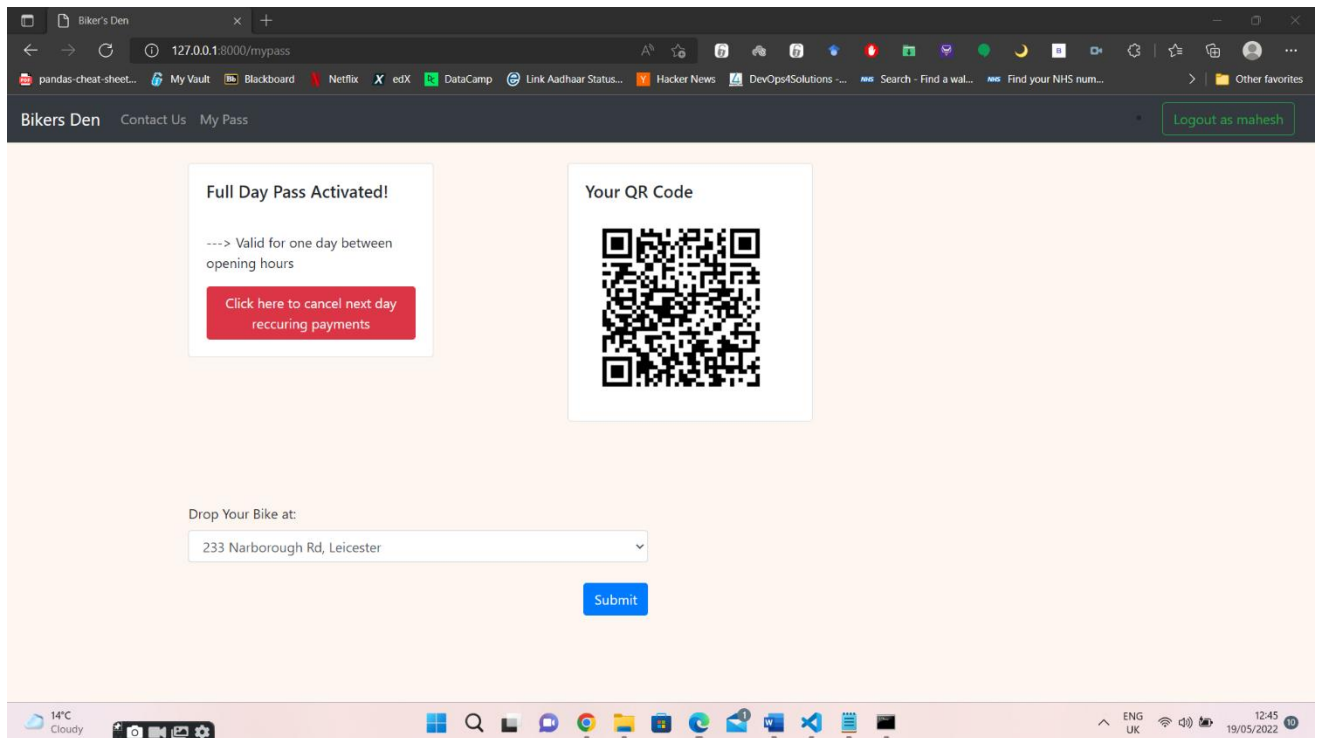 Biker's Den
127.0.0.1:8000/mypass
pandas-cheat-sheet... My Vault Blackboard Netflix edX DataCamp Link Aadhaar Status... Hacker News DevOps4Solutions -... Search - Find a wal... Find your NHS num... Other favorites
Bikers Den Contact Us My Pass Logout as mahesh
Full Day Pass Activated!
---> Valid for one day between
opening hours
Click here to cancel next day
reccuring payments
Your QR Code
Drop Your Bike at:
233 Narborough Rd, Leicester
Submit
14°C
Cloudy
ENG
UK
12:45
19/05/2022
10